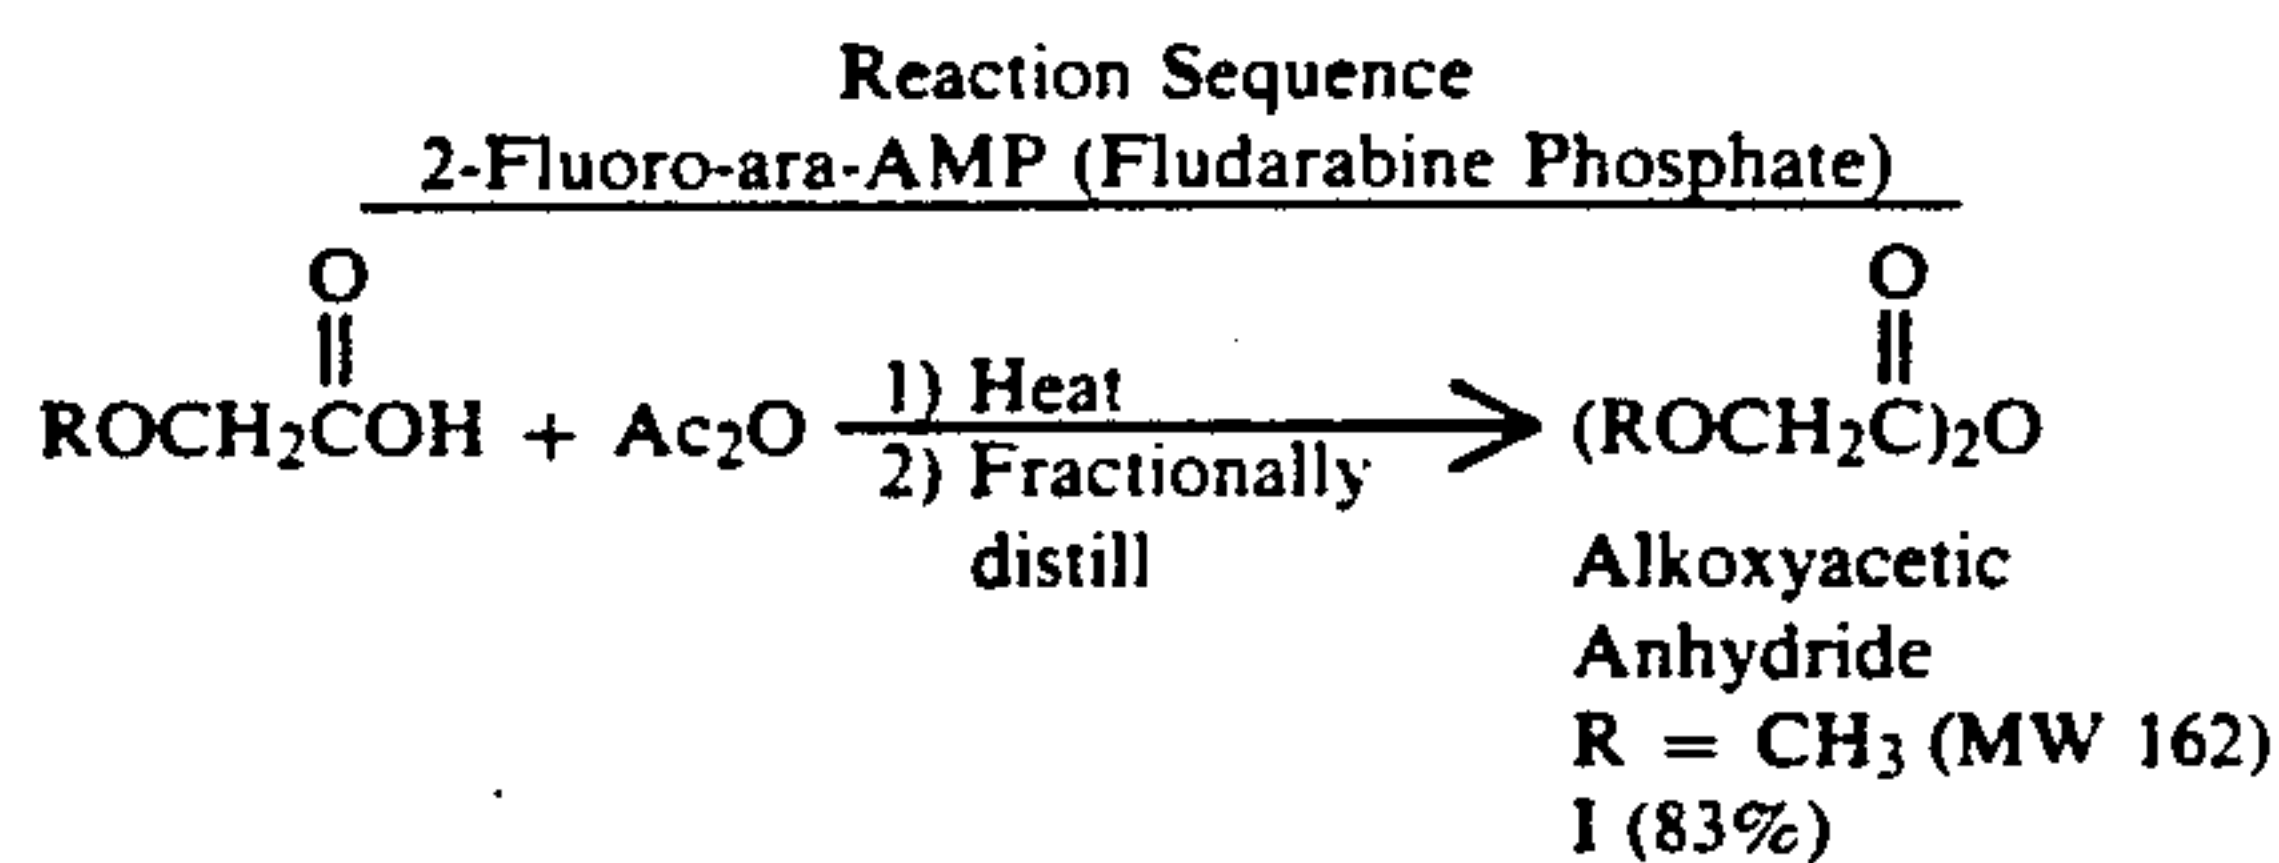 Reaction Sequence
2-Fluoro-ara-AMP (Fludarabine Phosphate)
O
||
ROCH₂COH + Ac₂O
1) Heat
2) Fractionally
distill
O
||
(ROCH₂C)₂O
Alkoxyacetic
Anhydride
R = CH₃ (MW 162)
I (83%)